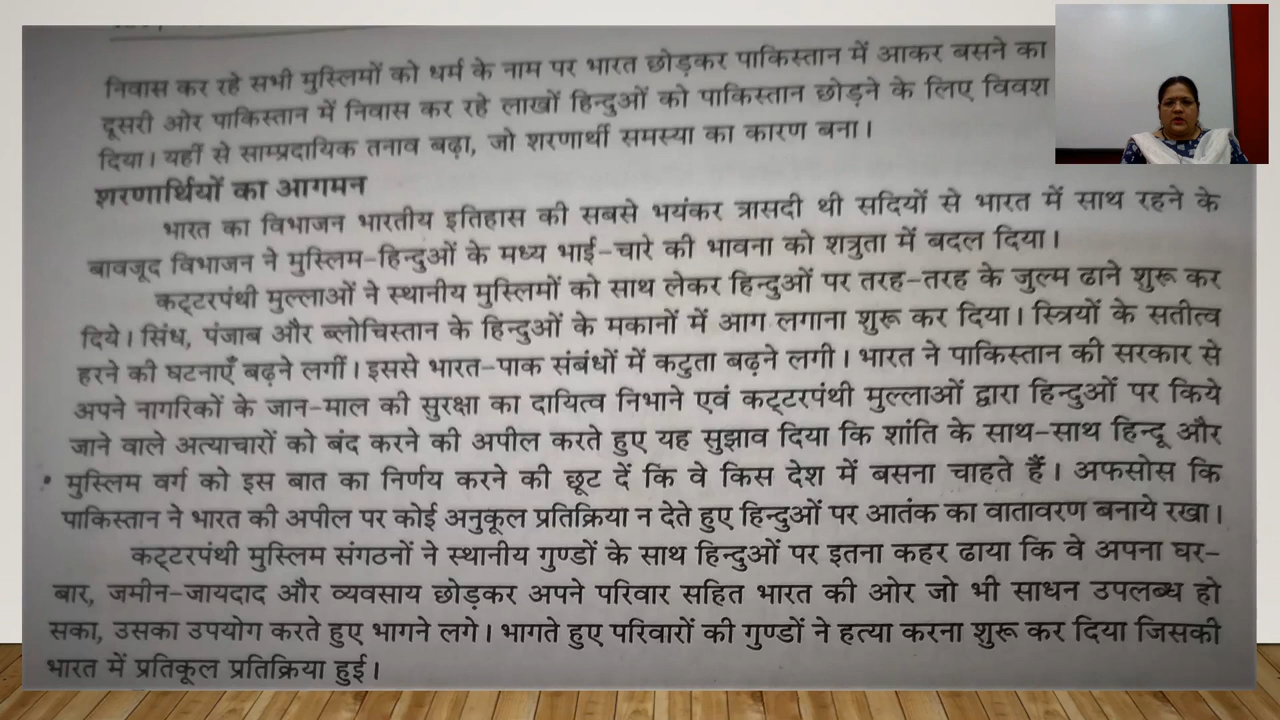 निवास कर रहे सभी मुस्लिमों को धर्म के नाम पर भारत छोड़कर पाकिस्तान में आकर बसने का
दूसरी ओर पाकिस्तान में निवास कर रहे लाखों हिन्दुओं को पाकिस्तान छोड़ने के लिए विवश
दिया। यहीं से साम्प्रदायिक तनाव बढ़ा, जो शरणार्थी समस्या का कारण बना।
शरणार्थियों का आगमन
भारत का विभाजन भारतीय इतिहास की सबसे भयंकर त्रासदी थी सदियों से भारत में साथ रहने के
बावजूद विभाजन ने मुस्लिम-हिन्दुओं के मध्य भाई-चारे की भावना को शत्रुता में बदल दिया।
कट्टरपंथी मुल्लाओं ने स्थानीय मुस्लिमों को साथ लेकर हिन्दुओं पर तरह-तरह के जुल्म ढाने शुरू कर
दिये। सिंध, पंजाब और ब्लोचिस्तान के हिन्दुओं के मकानों में आग लगाना शुरू कर दिया। स्त्रियों के सतीत्व
हरने की घटनाएँ बढ़ने लगीं। इससे भारत-पाक संबंधों में कटुता बढ़ने लगी। भारत ने पाकिस्तान की सरकार से
अपने नागरिकों के जान-माल की सुरक्षा का दायित्व निभाने एवं कट्टरपंथी मुल्लाओं द्वारा हिन्दुओं पर किये
जाने वाले अत्याचारों को बंद करने की अपील करते हुए यह सुझाव दिया कि शांति के साथ-साथ हिन्दू और
मुस्लिम वर्ग को इस बात का निर्णय करने की छूट दें कि वे किस देश में बसना चाहते हैं। अफसोस कि
पाकिस्तान ने भारत की अपील पर कोई अनुकूल प्रतिक्रिया न देते हुए हिन्दुओं पर आतंक का वातावरण बनाये रखा।
कट्टरपंथी मुस्लिम संगठनों ने स्थानीय गुण्डों के साथ हिन्दुओं पर इतना कहर ढाया कि वे अपना घर-
बार, जमीन-जायदाद और व्यवसाय छोड़कर अपने परिवार सहित भारत की ओर जो भी साधन उपलब्ध हो
सका, उसका उपयोग करते हुए भागने लगे। भागते हुए परिवारों की गुण्डों ने हत्या करना शुरू कर दिया जिसकी
भारत में प्रतिकूल प्रतिक्रिया हुई।